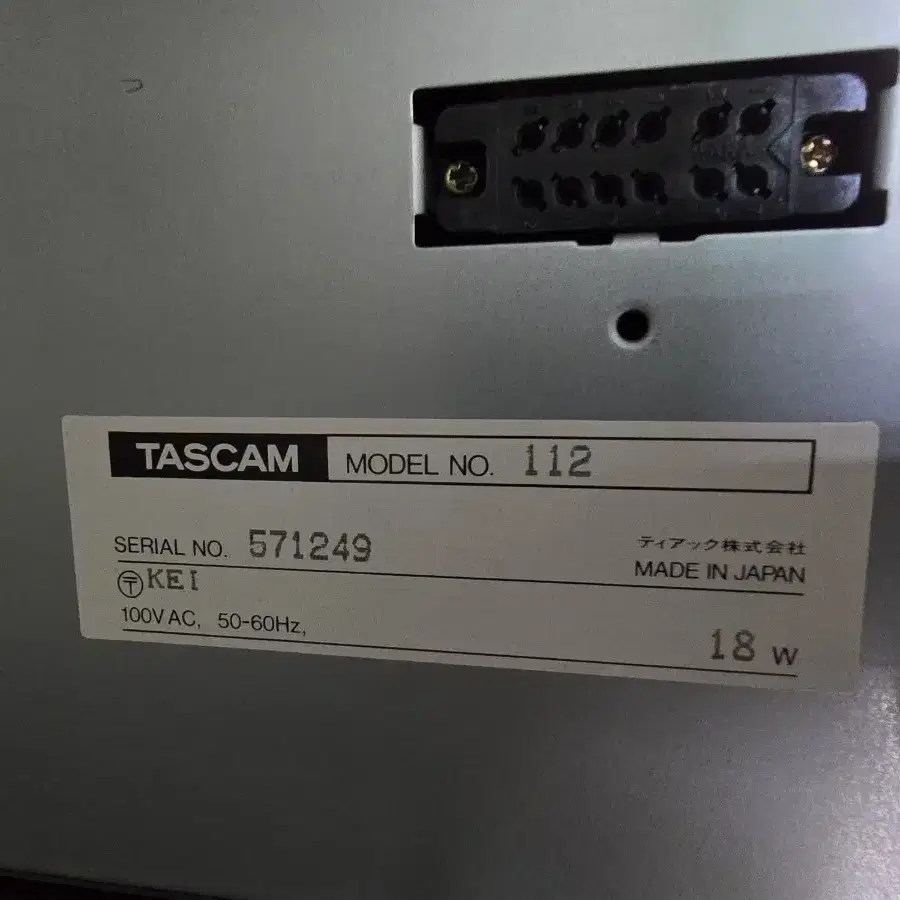 TASCAM MODEL NO. 112
SERIAL NO. 571249
ティアック株式会社
〒KEI
MADE IN JAPAN
100V AC, 50-60Hz,
18 W